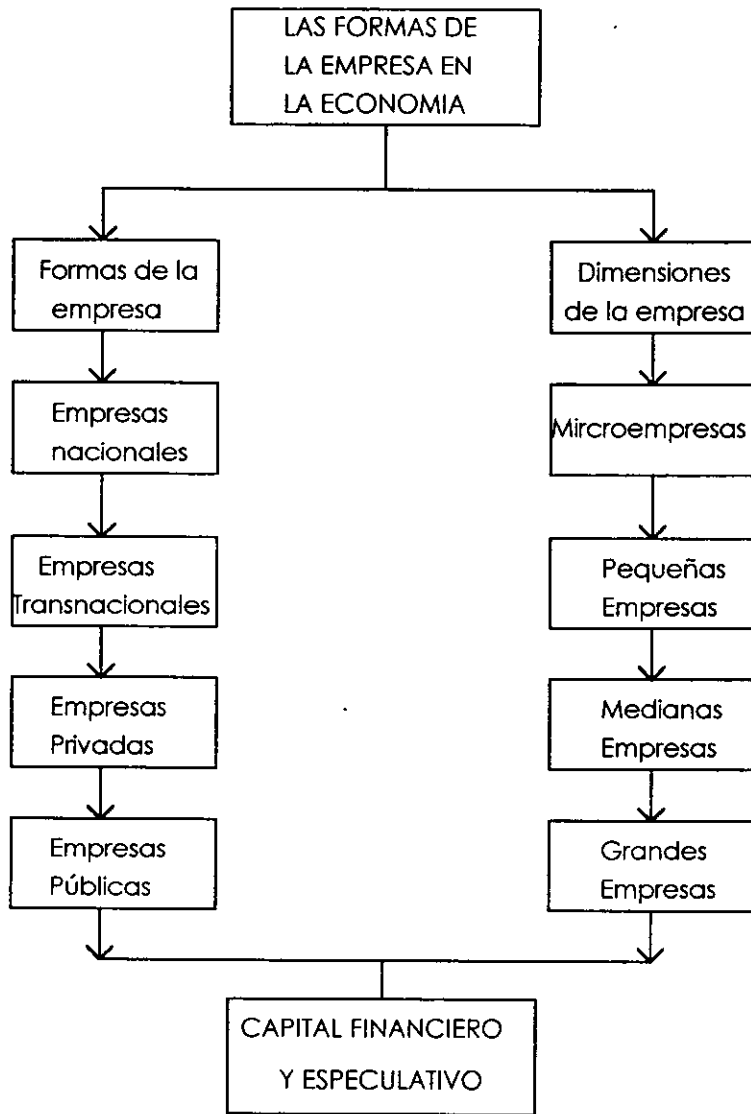 LAS FORMAS DE
LA EMPRESA EN
LA ECONOMIA
Formas de la
empresa
Empresas
nacionales
Empresas
Transnacionales
Empresas
Privadas
Empresas
Públicas
Dimensiones
de la empresa
Mircroempresas
Pequeñas
Empresas
Medianas
Empresas
Grandes
Empresas
CAPITAL FINANCIERO
Y ESPECULATIVO